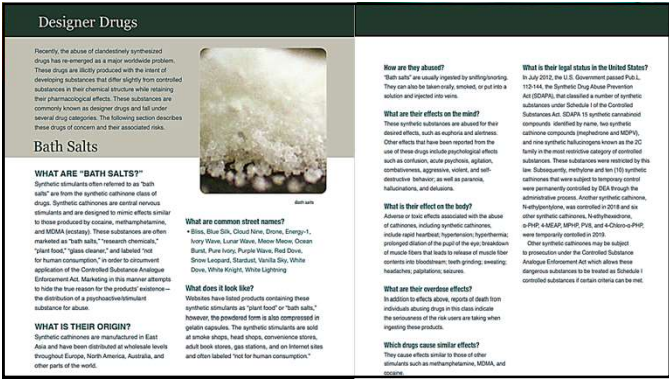 Designer Drugs
Recently, the abuse of clandestinely synthesized
drugs has re-emerged as a major worldwide problem.
These drugs are illicitly produced with the intent of
developing substances that differ slightly from controlled
substances in their chemical structure while retaining
their pharmacological effects. These substances are
commonly known as designer drugs and fall under
several drug categories. The following section describes
these drugs of concern and their associated risks.
Bath Salts
WHAT ARE “BATH SALTS?”
Synthetic stimulants often referred to as “bath
salts” are from the synthetic cathinone class of
drugs. Synthetic cathinones are central nervous
stimulants and are designed to mimic effects similar
to those produced by cocaine, methamphetamine,
and MDMA (ecstasy). These substances are often
marketed as “bath salts,” “research chemicals,”
“plant food,” “glass cleaner,” and labeled “not
for human consumption,” in order to circumvent
application of the Controlled Substance Analogue
Enforcement Act. Marketing in this manner attempts
to hide the true reason for the products’ existence—
the distribution of a psychoactive/stimulant
substance for abuse.
WHAT IS THEIR ORIGIN?
Synthetic cathinones are manufactured in East
Asia and have been distributed at wholesale levels
throughout Europe, North America, Australia, and
other parts of the world.
Bath salts
What are common street names?
• Bliss, Blue Silk, Cloud Nine, Drone, Energy-1,
Ivory Wave, Lunar Wave, Meow Meow, Ocean
Burst, Pure Ivory, Purple Wave, Red Dove,
Snow Leopard, Stardust, Vanilla Sky, White
Dove, White Knight, White Lightning
What does it look like?
Websites have listed products containing these
synthetic stimulants as “plant food” or “bath salts,”
however, the powdered form is also compressed in
gelatin capsules. The synthetic stimulants are sold
at smoke shops, head shops, convenience stores,
adult book stores, gas stations, and on Internet sites
and often labeled “not for human consumption.”
How are they abused?
“Bath salts” are usually ingested by sniffing/snorting.
They can also be taken orally, smoked, or put into a
solution and injected into veins.
What are their effects on the mind?
These synthetic substances are abused for their
desired effects, such as euphoria and alertness.
Other effects that have been reported from the
use of these drugs include psychological effects
such as confusion, acute psychosis, agitation,
combativeness, aggressive, violent, and self-
destructive behavior; as well as paranoia,
hallucinations, and delusions.
What is their effect on the body?
Adverse or toxic effects associated with the abuse
of cathinones, including synthetic cathinones,
include rapid heartbeat, hypertension; hyperthermia;
prolonged dilation of the pupil of the eye; breakdown
of muscle fibers that leads to release of muscle fiber
contents into bloodstream; teeth grinding; sweating;
headaches; palpitations; seizures.
What are their overdose effects?
In addition to effects above, reports of death from
individuals abusing drugs in this class indicate
the seriousness of the risk users are taking when
ingesting these products.
Which drugs cause similar effects?
They cause effects similar to those of other
stimulants such as methamphetamine, MDMA, and
cocaine.
What is their legal status in the United States?
In July 2012, the U.S. Government passed Pub.L.
112-144, the Synthetic Drug Abuse Prevention
Act (SDAPA), that classified a number of synthetic
substances under Schedule I of the Controlled
Substances Act. SDAPA 15 synthetic cannabinoid
compounds identified by name, two synthetic
cathinone compounds (mephedrone and MDPV),
and nine synthetic hallucinogens known as the 2C
family in the most restrictive category of controlled
substances. These substances were restricted by this
law. Subsequently, methylone and ten (10) synthetic
cathinones that were subject to temporary control
were permanently controlled by DEA through the
administrative process. Another synthetic cathinone,
N-ethylpentylone, was controlled in 2018 and six
other synthetic cathinones, N-ethylhexedrone,
α-PHP, 4-MEAP, MPHP, PV8, and 4-Chloro-α-PHP,
were temporarily controlled in 2019.
Other synthetic cathinones may be subject
to prosecution under the Controlled Substance
Analogue Enforcement Act which allows these
dangerous substances to be treated as Schedule I
controlled substances if certain criteria can be met.